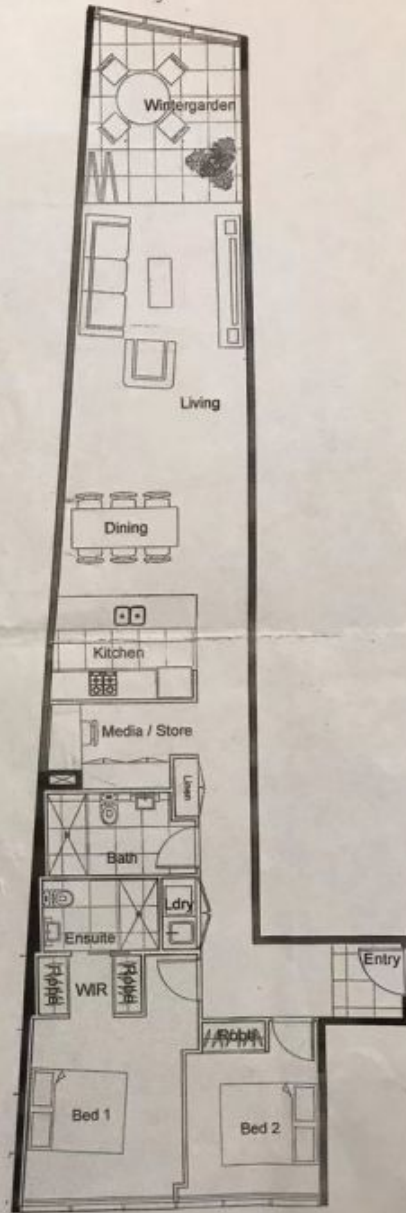 Wintergarden
Living
Dining
Kitchen
Media / Store
Linen
Bath
Ldry
Ensuite
Entry
Robe
WIR
Robe
Robe
Bed 1
Bed 2